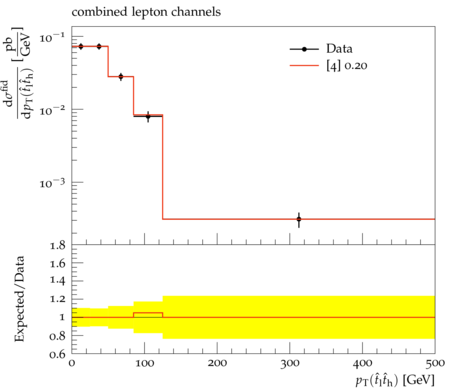 combined lepton channels
dσ^fid / dp_T(t̂_l t̂_h) [pb/GeV]
10⁻¹
10⁻²
10⁻³
Data
[4] 0.20
Expected/Data
1.8
1.6
1.4
1.2
1
0.8
0.6
0 100 200 300 400 500
p_T(t̂_l t̂_h) [GeV]